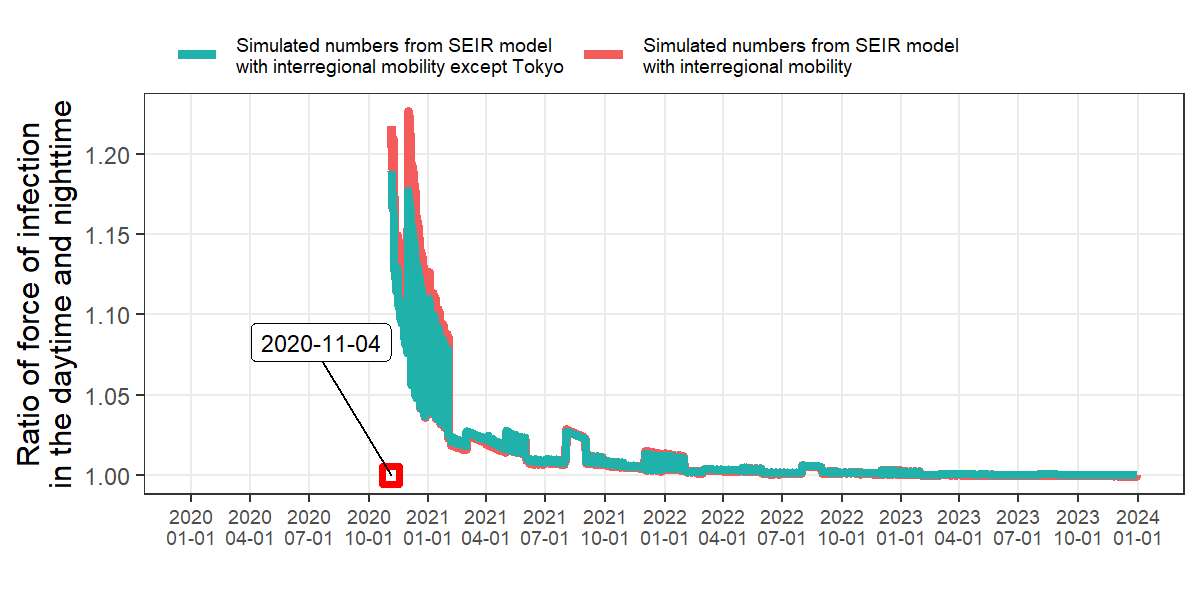 Simulated numbers from SEIR model
with interregional mobility except Tokyo
Simulated numbers from SEIR model
with interregional mobility
Ratio of force of infection
in the daytime and nighttime
1.20
1.15
1.10
1.05
1.00
2020-11-04
2020 2020 2020 2020 2021 2021 2021 2021 2022 2022 2022 2022 2023 2023 2023 2023 2024
01-01 04-01 07-01 10-01 01-01 04-01 07-01 10-01 01-01 04-01 07-01 10-01 01-01 04-01 07-01 10-01 01-01